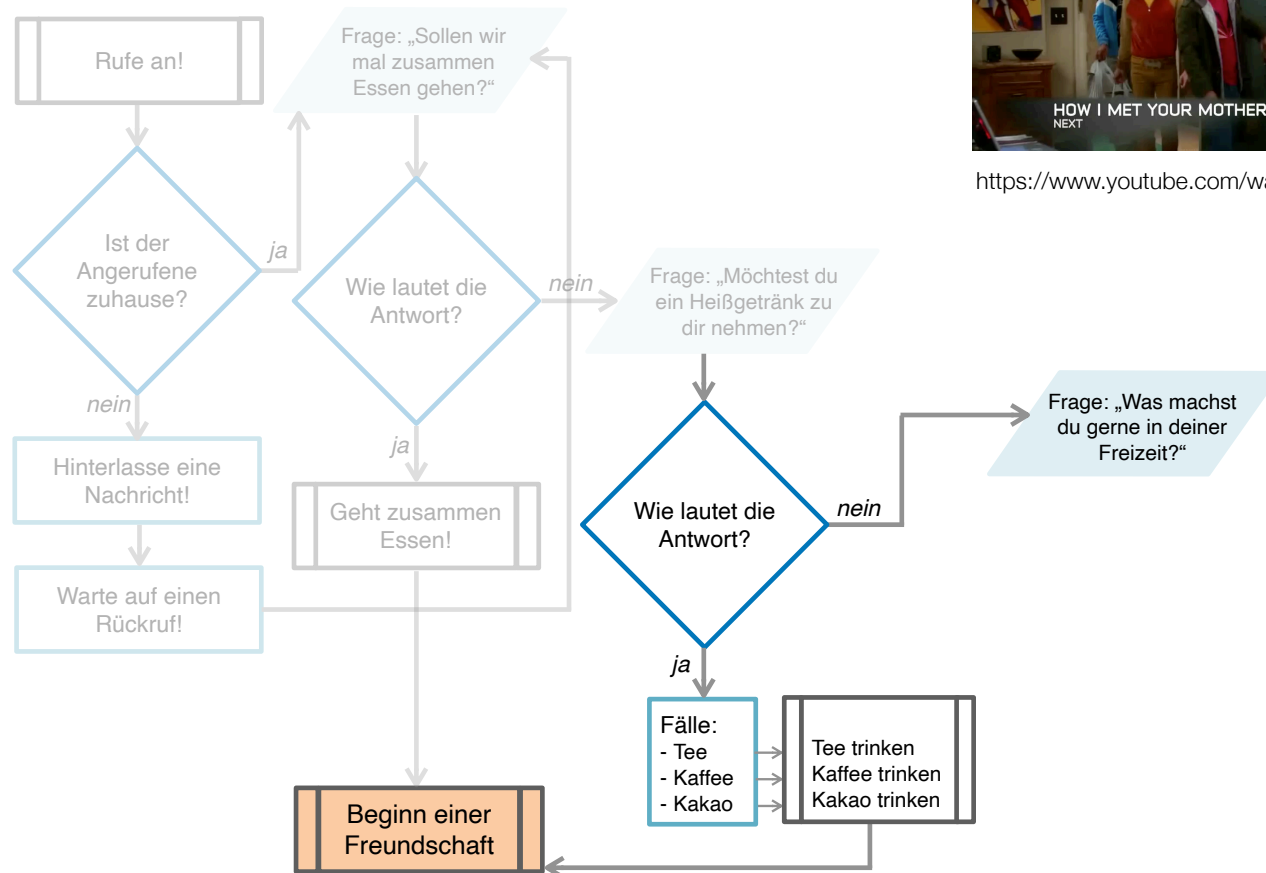 Rufe an!
Frage: „Sollen wir
mal zusammen
Essen gehen?“
HOW I MET YOUR MOTHER
NEXT
https://www.youtube.com/wa
Ist der
Angerufene
zuhause?
ja
Wie lautet die
Antwort?
nein
Frage: „Möchtest du
ein Heißgetränk zu
dir nehmen?“
nein
Hinterlasse eine
Nachricht!
Warte auf einen
Rückruf!
ja
Geht zusammen
Essen!
Wie lautet die
Antwort?
nein
Frage: „Was machst
du gerne in deiner
Freizeit?“
ja
Fälle:
- Tee
- Kaffee
- Kakao
Tee trinken
Kaffee trinken
Kakao trinken
Beginn einer
Freundschaft